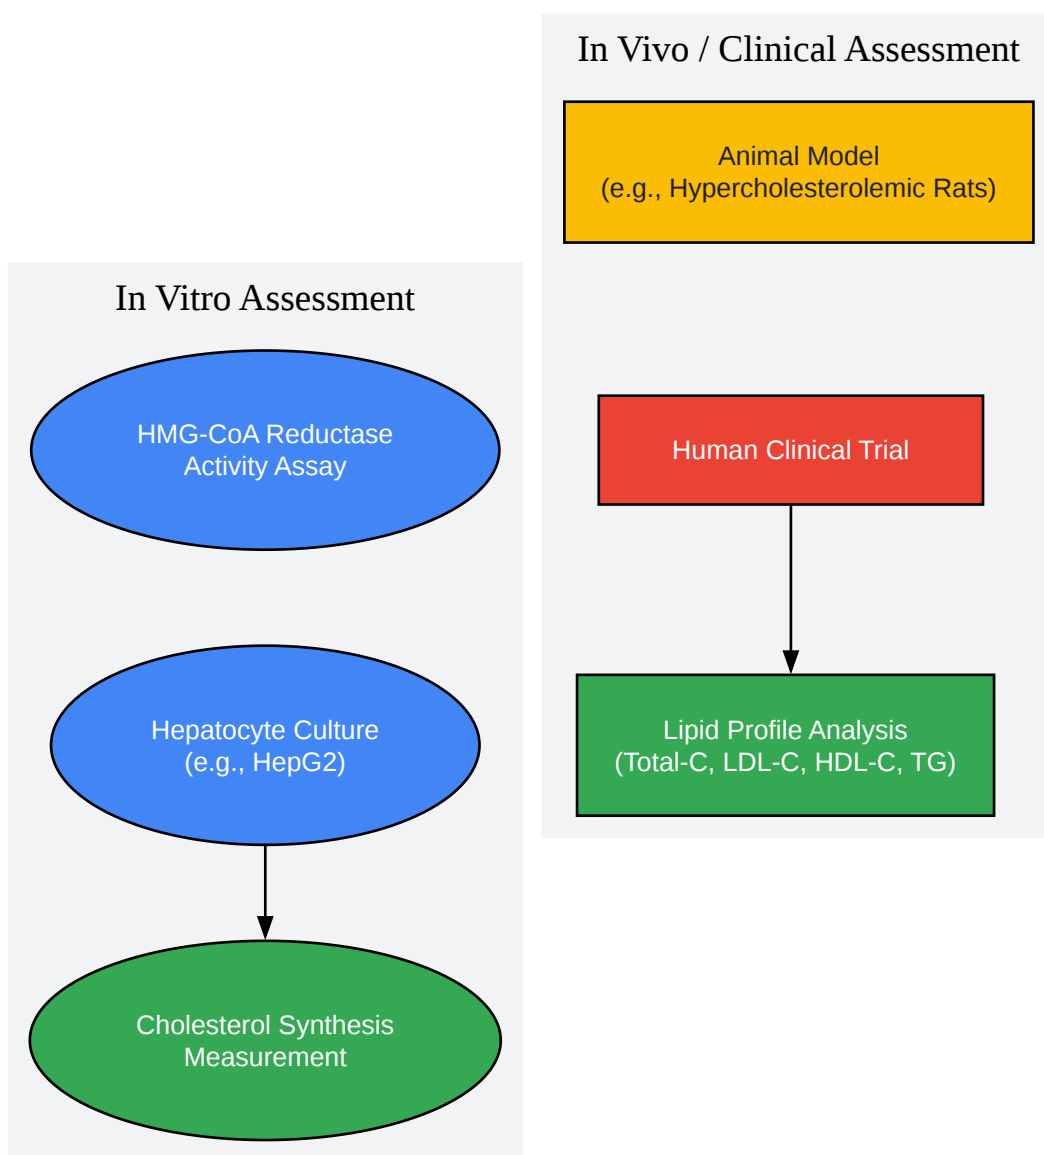 In Vitro Assessment
HMG-CoA Reductase
Activity Assay
Hepatocyte Culture
(e.g., HepG2)
Cholesterol Synthesis
Measurement
In Vivo / Clinical Assessment
Animal Model
(e.g., Hypercholesterolemic Rats)
Human Clinical Trial
Lipid Profile Analysis
(Total-C, LDL-C, HDL-C, TG)